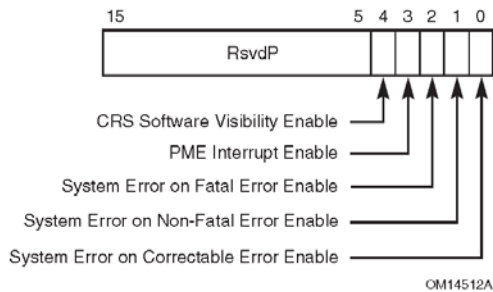 15 5 4 3 2 1 0
RsvdP
CRS Software Visibility Enable
PME Interrupt Enable
System Error on Fatal Error Enable
System Error on Non-Fatal Error Enable
System Error on Correctable Error Enable
OM14512A